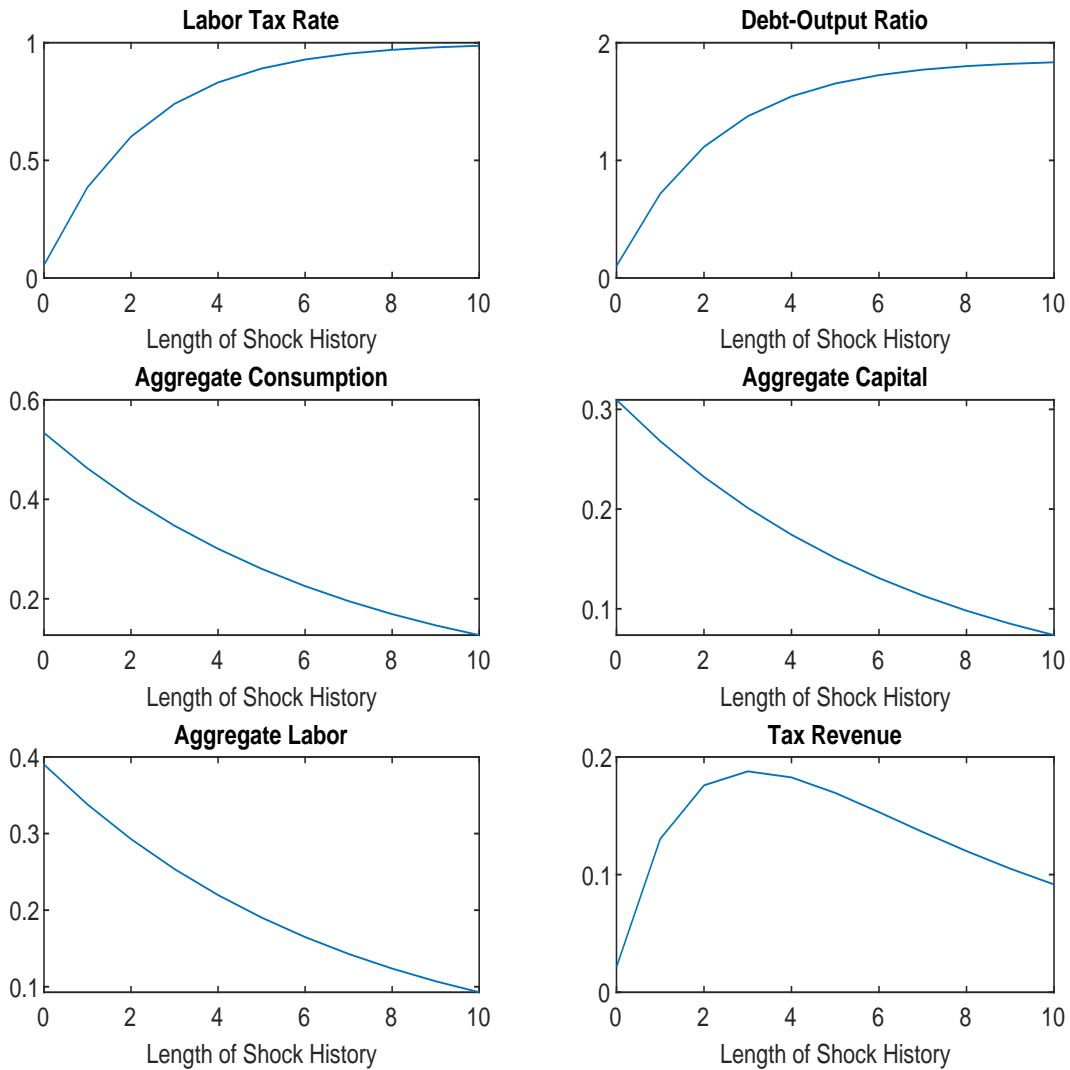 Labor Tax Rate
1
0.5
0
0 2 4 6 8 10
Length of Shock History
Debt-Output Ratio
2
1
0
0 2 4 6 8 10
Length of Shock History
Aggregate Consumption
0.6
0.4
0.2
0 2 4 6 8 10
Length of Shock History
Aggregate Capital
0.3
0.2
0.1
0 2 4 6 8 10
Length of Shock History
Aggregate Labor
0.4
0.3
0.2
0.1
0 2 4 6 8 10
Length of Shock History
Tax Revenue
0.2
0.1
0
0 2 4 6 8 10
Length of Shock History